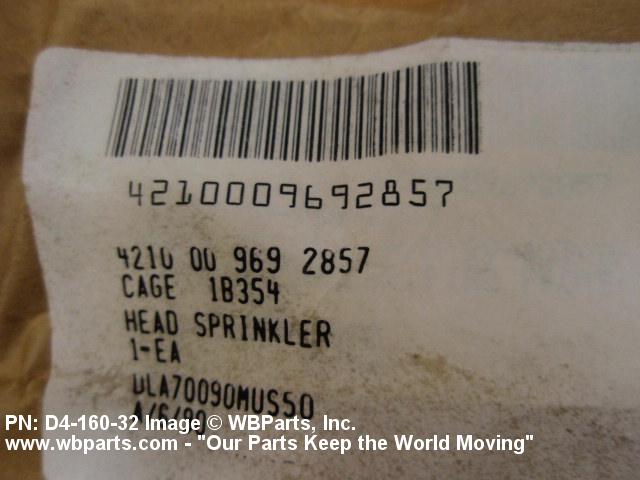 4210009692857
4210 00 969 2857
CAGE 1B354
HEAD SPRINKLER
1-EA
DLA70090MUS50
PN: D4-160-32 Image © WBParts, Inc.
www.wbparts.com - "Our Parts Keep the World Moving"